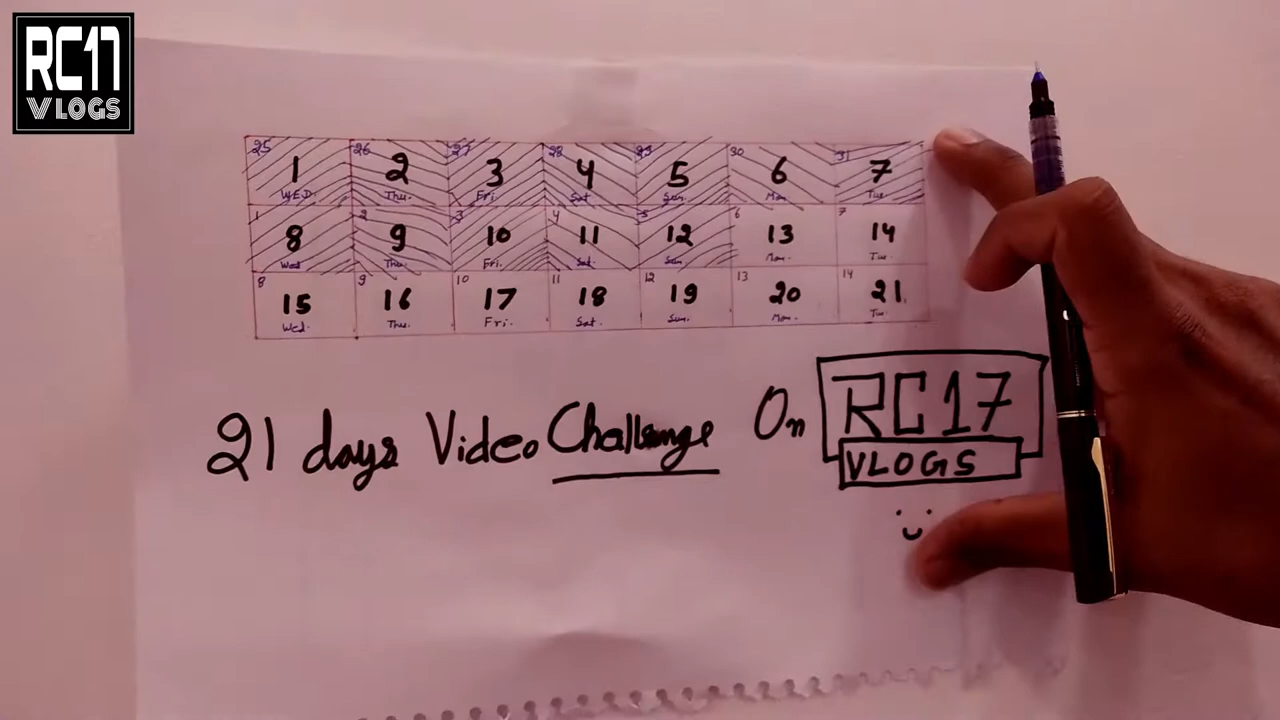 RC17
VLOGS
25 26 27 28 29 30 31
1 2 3 4 5 6 7
WED. Thu. Fri Sat Sun. Mon Tue.
1 2 3 4 5 6 7
8 9 10 11 12 13 14
Wed Thu. Fri. Sat. Sun Mon. Tue.
8 9 10 11 12 13 14
15 16 17 18 19 20 21
Wed. Thu. Fri. Sat. Sun. Mon. Tue.
21 days Video Challenge On RC17
VLOGS